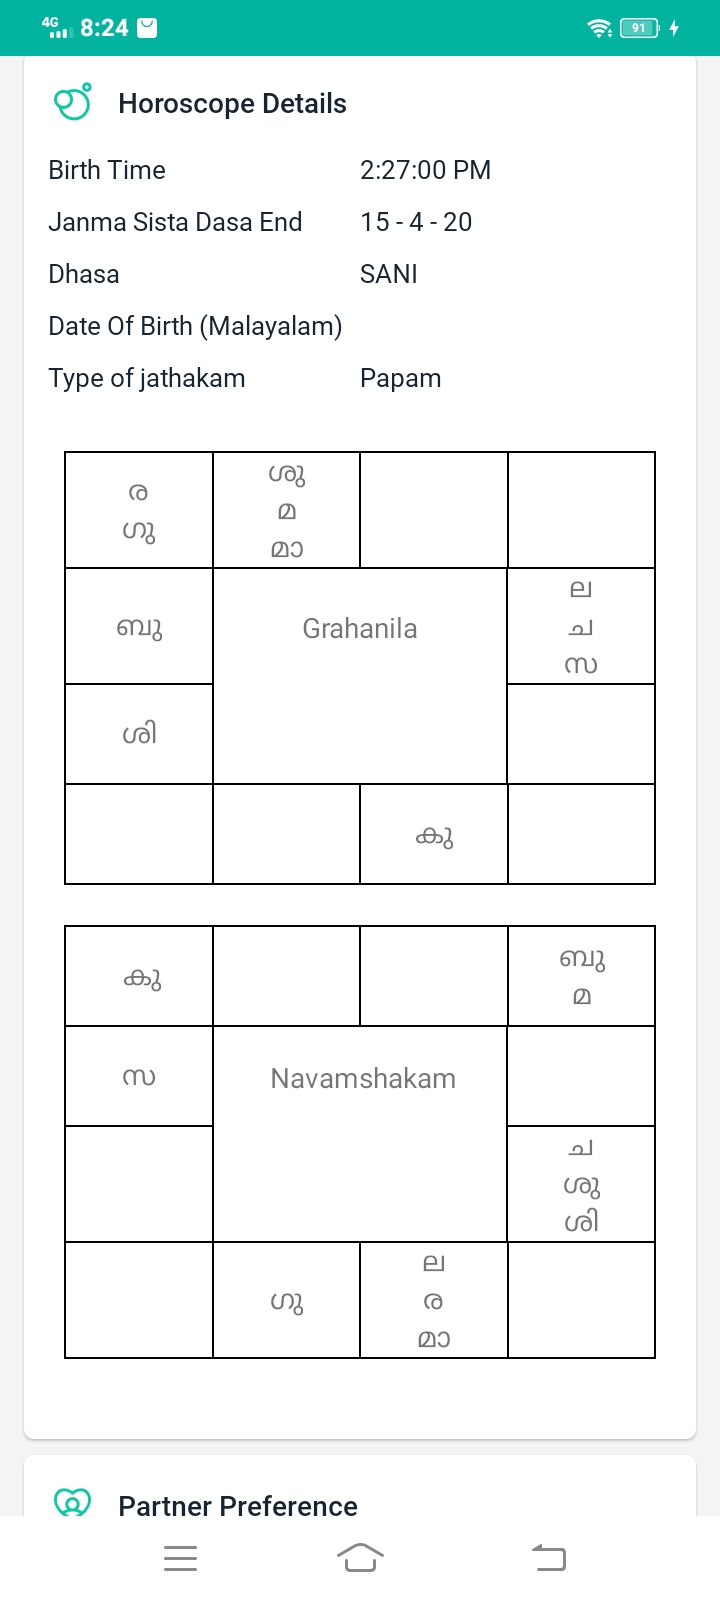 4G 8:24 91
Horoscope Details
Birth Time 2:27:00 PM
Janma Sista Dasa End 15 - 4 - 20
Dhasa SANI
Date Of Birth (Malayalam)
Type of jathakam Papam
ര
ഗു
ശു
മ
മാ
ബു
Grahanila
ല
ച
സ
ശി
കു
കു
ബു
മ
സ
Navamshakam
ച
ശു
ശി
ഗു
ല
ര
മാ
Partner Preference